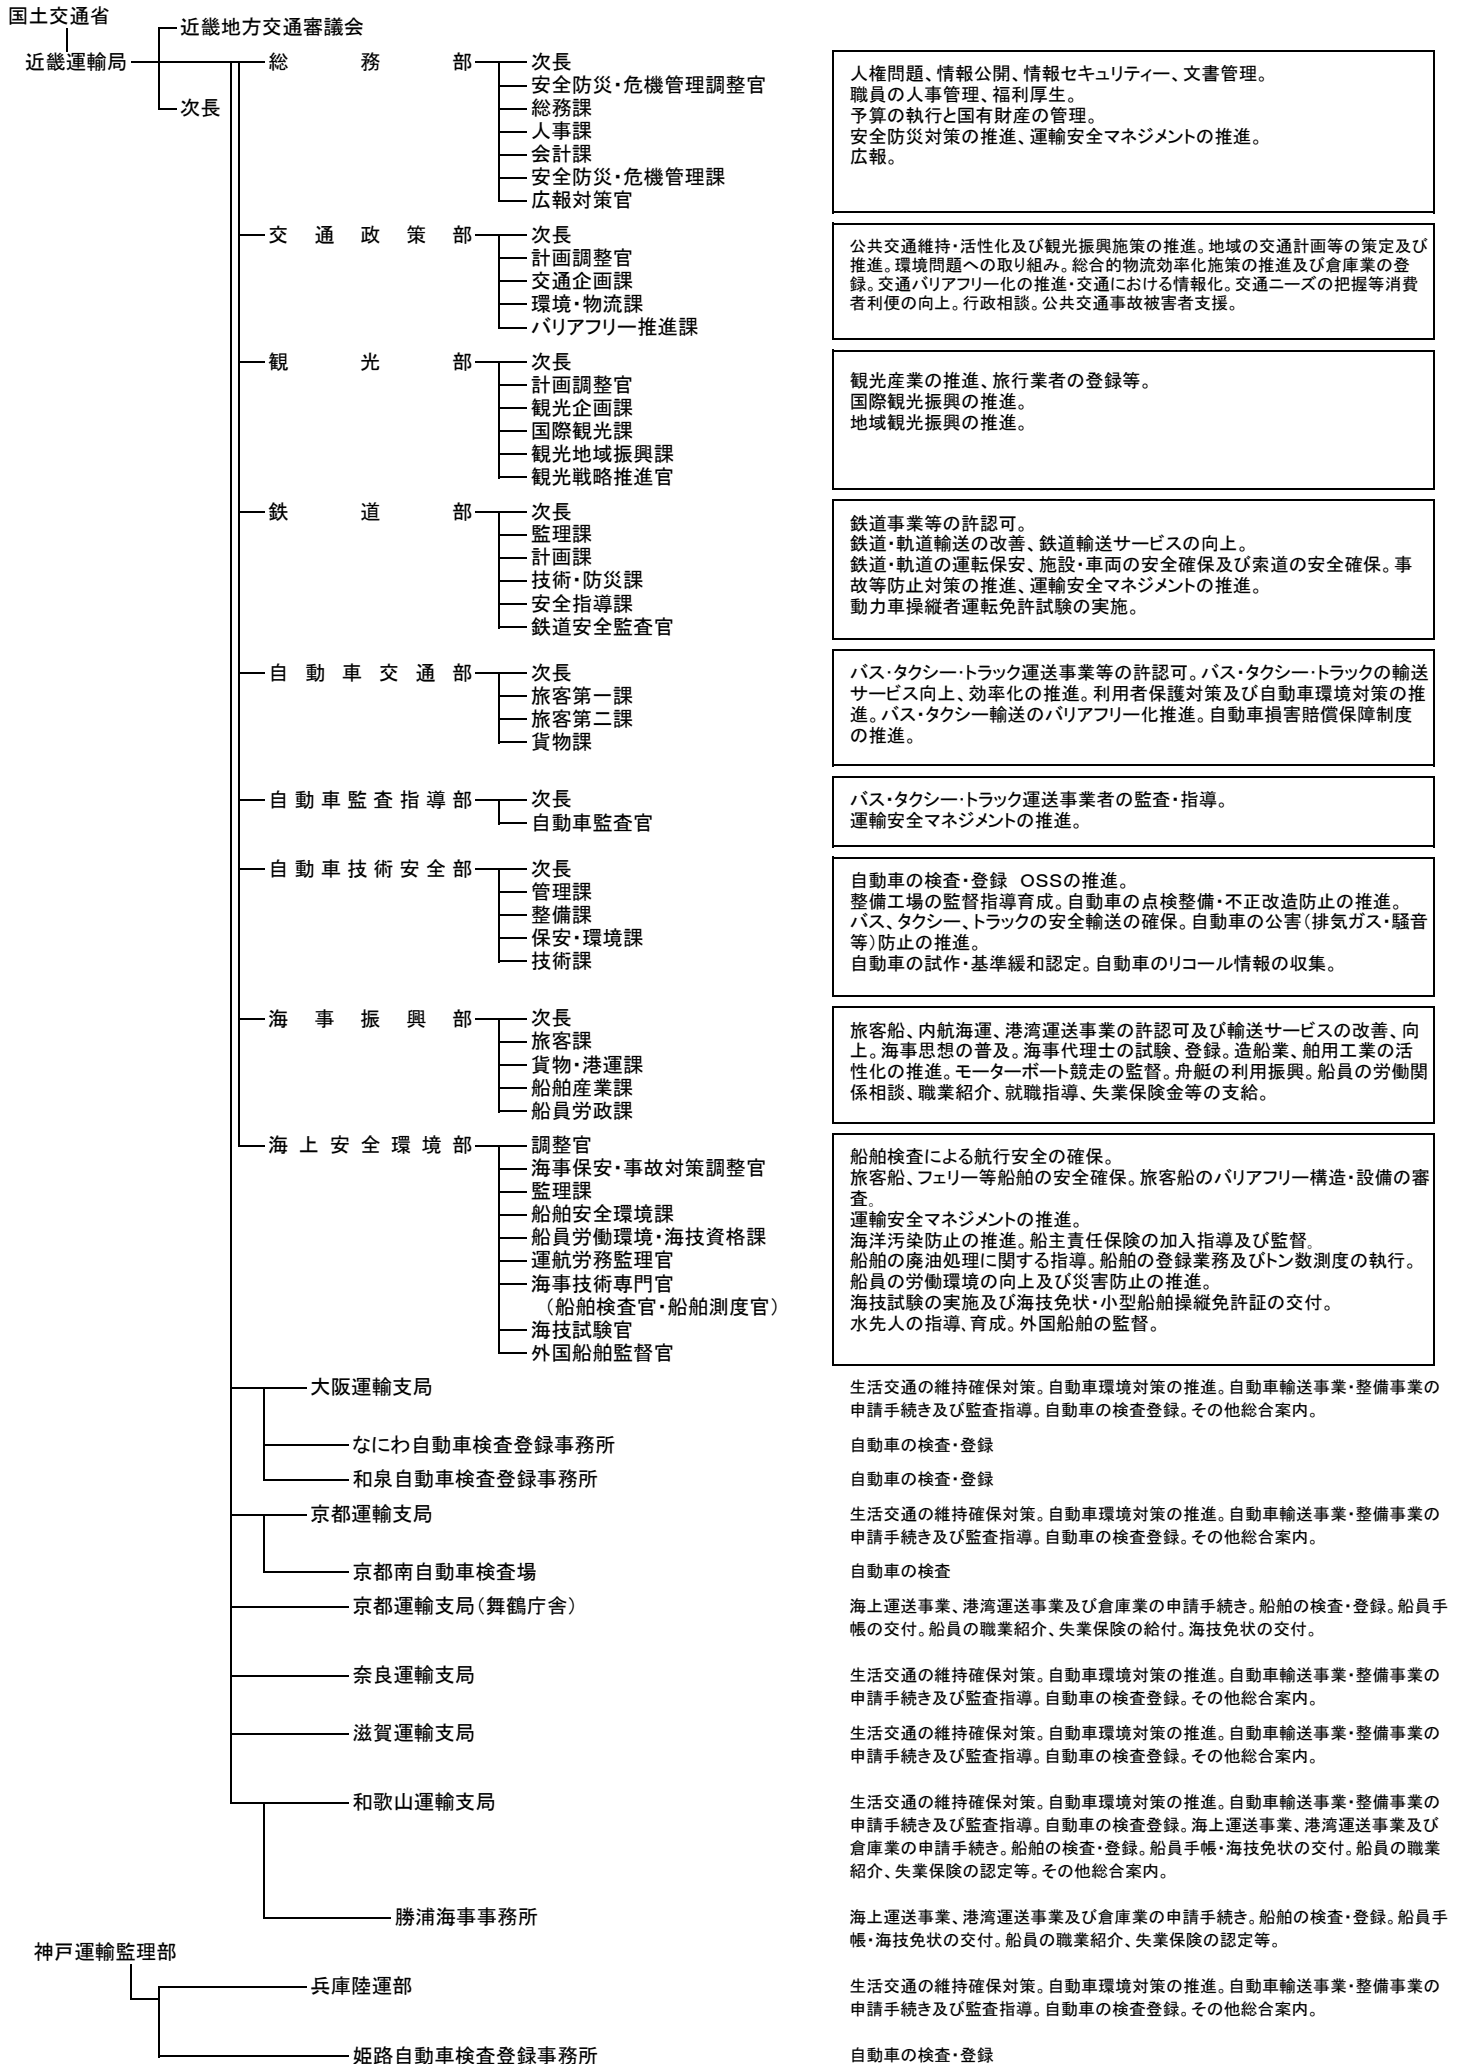 国土交通省
近畿地方交通審議会
近畿運輸局
次長
総務部
次長
安全防災・危機管理調整官
総務課
人事課
会計課
安全防災・危機管理課
広報対策官
人権問題、情報公開、情報セキュリティー、文書管理。
職員の人事管理、福利厚生。
予算の執行と国有財産の管理。
安全防災対策の推進、運輸安全マネジメントの推進。
広報。
交通政策部
次長
計画調整官
交通企画課
環境・物流課
バリアフリー推進課
公共交通維持・活性化及び観光振興施策の推進。地域の交通計画等の策定及び
推進。環境問題への取り組み。総合的物流効率化施策の推進及び倉庫業の登
録。交通バリアフリー化の推進・交通における情報化。交通ニーズの把握等消費
者利便の向上。行政相談。公共交通事故被害者支援。
観光部
次長
計画調整官
観光企画課
国際観光課
観光地域振興課
観光戦略推進官
観光産業の推進、旅行業者の登録等。
国際観光振興の推進。
地域観光振興の推進。
鉄道部
次長
監理課
計画課
技術・防災課
安全指導課
鉄道安全監査官
鉄道事業等の許認可。
鉄道・軌道輸送の改善、鉄道輸送サービスの向上。
鉄道・軌道の運転保安、施設・車両の安全確保及び索道の安全確保。事
故等防止対策の推進、運輸安全マネジメントの推進。
動力車操縦者運転免許試験の実施。
自動車交通部
次長
旅客第一課
旅客第二課
貨物課
バス・タクシー・トラック運送事業等の許認可。バス・タクシー・トラックの輸送
サービス向上、効率化の推進。利用者保護対策及び自動車環境対策の推
進。バス・タクシー輸送のバリアフリー化推進。自動車損害賠償保障制度
の推進。
自動車監査指導部
次長
自動車監査官
バス・タクシー・トラック運送事業者の監査・指導。
運輸安全マネジメントの推進。
自動車技術安全部
次長
管理課
整備課
保安・環境課
技術課
自動車の検査・登録　OSSの推進。
整備工場の監督指導育成。自動車の点検整備・不正改造防止の推進。
バス、タクシー、トラックの安全輸送の確保。自動車の公害（排気ガス・騒音
等）防止の推進。
自動車の試作・基準緩和認定。自動車のリコール情報の収集。
海事振興部
次長
旅客課
貨物・港運課
船舶産業課
船員労政課
旅客船、内航海運、港湾運送事業の許認可及び輸送サービスの改善、向
上。海事思想の普及。海事代理士の試験、登録。造船業、舶用工業の活
性化の推進。モーターボート競走の監督。舟艇の利用振興。船員の労働関
係相談、職業紹介、就職指導、失業保険金等の支給。
海上安全環境部
調整官
海事保安・事故対策調整官
監理課
船舶安全環境課
船員労働環境・海技資格課
運航労務監理官
海事技術専門官
（船舶検査官・船舶測度官）
海技試験官
外国船舶監督官
船舶検査による航行安全の確保。
旅客船、フェリー等船舶の安全確保。旅客船のバリアフリー構造・設備の審
査。
運輸安全マネジメントの推進。
海洋汚染防止の推進。船主責任保険の加入指導及び監督。
船舶の廃油処理に関する指導。船舶の登録業務及びトン数測度の執行。
船員の労働環境の向上及び災害防止の推進。
海技試験の実施及び海技免状・小型船舶操縦免許証の交付。
水先人の指導、育成。外国船舶の監督。
大阪運輸支局
生活交通の維持確保対策。自動車環境対策の推進。自動車輸送事業・整備事業の
申請手続き及び監査指導。自動車の検査登録。その他総合案内。
なにわ自動車検査登録事務所
自動車の検査・登録
和泉自動車検査登録事務所
自動車の検査・登録
京都運輸支局
生活交通の維持確保対策。自動車環境対策の推進。自動車輸送事業・整備事業の
申請手続き及び監査指導。自動車の検査登録。その他総合案内。
京都南自動車検査場
自動車の検査
京都運輸支局（舞鶴庁舎）
海上運送事業、港湾運送事業及び倉庫業の申請手続き。船舶の検査・登録。船員手
帳の交付。船員の職業紹介、失業保険の給付。海技免状の交付。
奈良運輸支局
生活交通の維持確保対策。自動車環境対策の推進。自動車輸送事業・整備事業の
申請手続き及び監査指導。自動車の検査登録。その他総合案内。
滋賀運輸支局
生活交通の維持確保対策。自動車環境対策の推進。自動車輸送事業・整備事業の
申請手続き及び監査指導。自動車の検査登録。その他総合案内。
和歌山運輸支局
生活交通の維持確保対策。自動車環境対策の推進。自動車輸送事業・整備事業の
申請手続き及び監査指導。自動車の検査登録。海上運送事業、港湾運送事業及び
倉庫業の申請手続き。船舶の検査・登録。船員手帳・海技免状の交付。船員の職業
紹介、失業保険の認定等。その他総合案内。
勝浦海事事務所
海上運送事業、港湾運送事業及び倉庫業の申請手続き。船舶の検査・登録。船員手
帳・海技免状の交付。船員の職業紹介、失業保険の認定等。
神戸運輸監理部
兵庫陸運部
生活交通の維持確保対策。自動車環境対策の推進。自動車輸送事業・整備事業の
申請手続き及び監査指導。自動車の検査登録。その他総合案内。
姫路自動車検査登録事務所
自動車の検査・登録